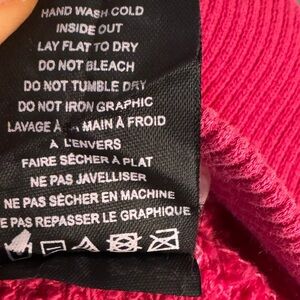 HAND WASH COLD
INSIDE OUT
LAY FLAT TO DRY
DO NOT BLEACH
DO NOT TUMBLE DRY
DO NOT IRON GRAPHIC
LAVAGE À LA MAIN À FROID
À L'ENVERS
FAIRE SÉCHER À PLAT
NE PAS JAVELLISER
NE PAS SÉCHER EN MACHINE
NE PAS REPASSER LE GRAPHIQUE